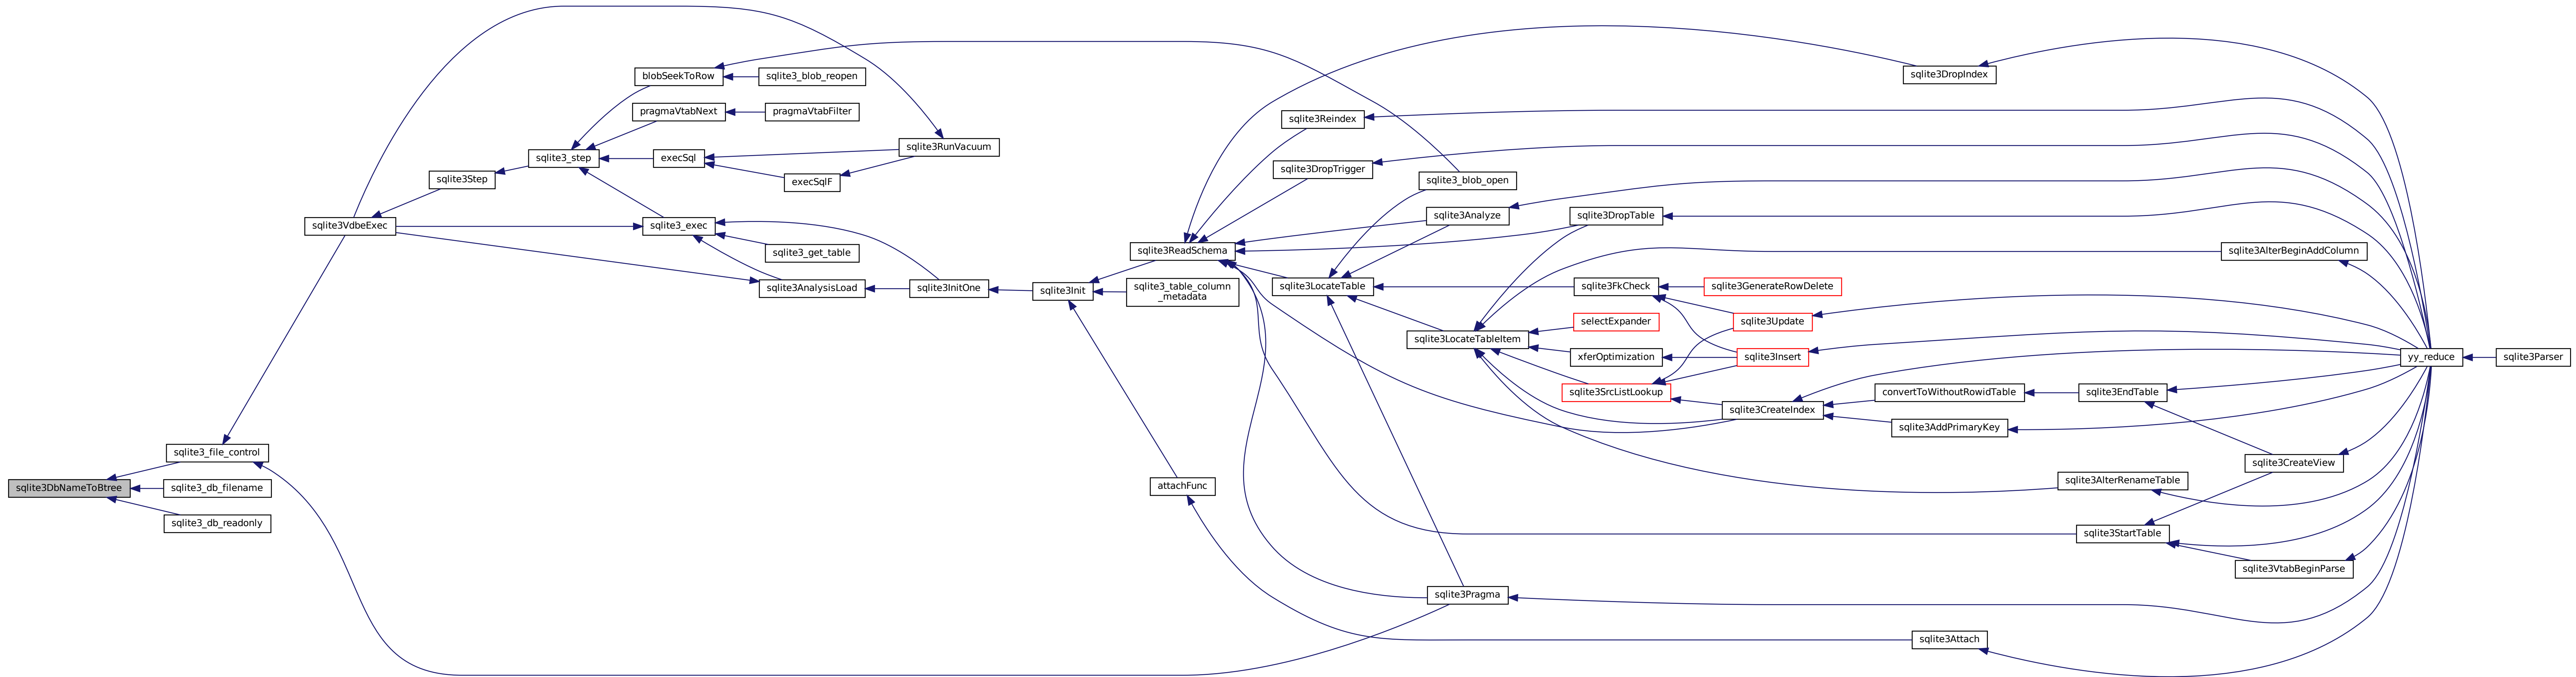 sqlite3DbNameToBtree
sqlite3_file_control
sqlite3_db_filename
sqlite3_db_readonly
sqlite3VdbeExec
sqlite3Step
sqlite3_step
blobSeekToRow
sqlite3_blob_reopen
pragmaVtabNext
pragmaVtabFilter
execSql
execSqlF
sqlite3RunVacuum
sqlite3_exec
sqlite3_get_table
sqlite3AnalysisLoad
sqlite3InitOne
sqlite3Init
sqlite3ReadSchema
sqlite3_table_column
_metadata
attachFunc
sqlite3Reindex
sqlite3DropTrigger
sqlite3LocateTable
sqlite3_blob_open
sqlite3Analyze
sqlite3LocateTableItem
sqlite3Pragma
sqlite3DropTable
sqlite3FkCheck
selectExpander
xferOptimization
sqlite3SrcListLookup
sqlite3AlterBeginAddColumn
sqlite3GenerateRowDelete
sqlite3Update
sqlite3Insert
sqlite3CreateIndex
sqlite3DropIndex
convertToWithoutRowidTable
sqlite3AddPrimaryKey
sqlite3Attach
sqlite3EndTable
sqlite3AlterRenameTable
sqlite3StartTable
sqlite3CreateView
sqlite3VtabBeginParse
yy_reduce
sqlite3Parser